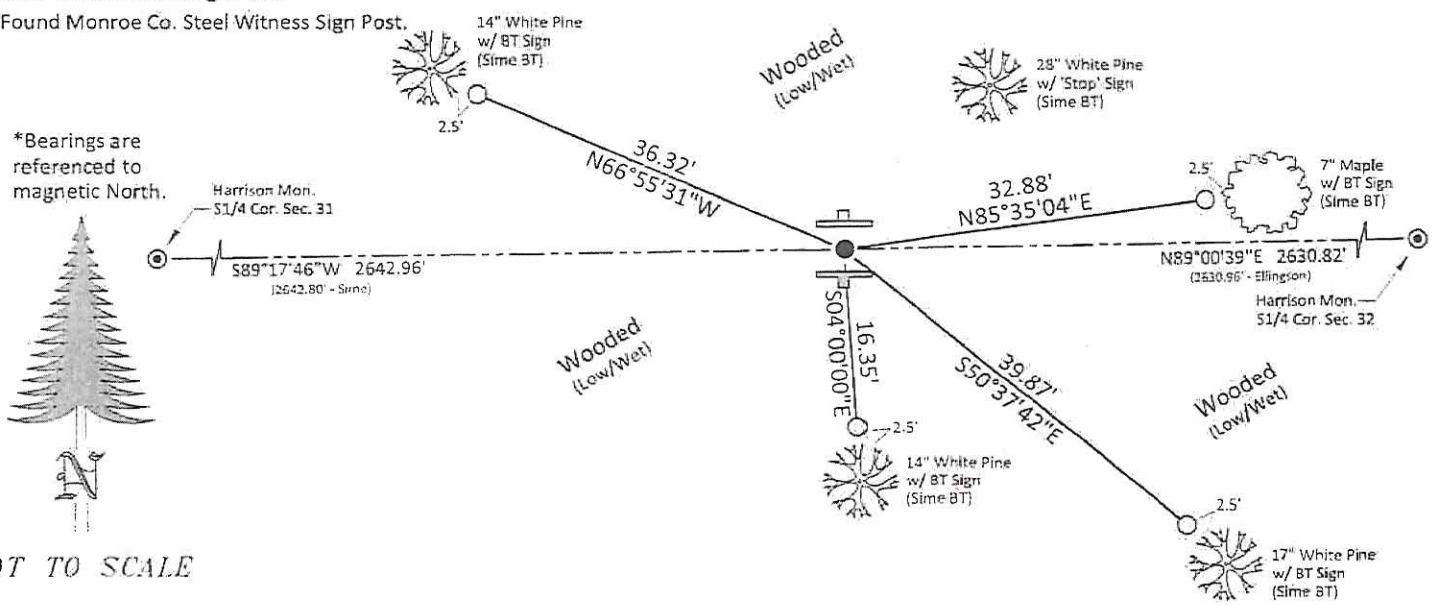 Found Monroe Co. Steel Witness Sign Post.
14" White Pine
w/ BT Sign
(Sime BT)
2.5'
Wooded
(Low/Wet)
28" White Pine
w/ 'Stop' Sign
(Sime BT)
*Bearings are
referenced to
magnetic North.
Harrison Mon.
S1/4 Cor. Sec. 31
36.32'
N66°55'31"W
32.88'
N85°35'04"E
2.5'
7" Maple
w/ BT Sign
(Sime BT)
S89°17'46"W 2642.96'
(2642.80' - Sime)
N89°00'39"E 2630.82'
(2630.96' - Ellingson)
Harrison Mon.
S1/4 Cor. Sec. 32
Wooded
(Low/Wet)
16.35'
S04°00'00"E
39.87'
S50°37'42"E
Wooded
(Low/Wet)
2.5'
14" White Pine
w/ BT Sign
(Sime BT)
2.5'
17" White Pine
w/ BT Sign
(Sime BT)
N
OT TO SCALE